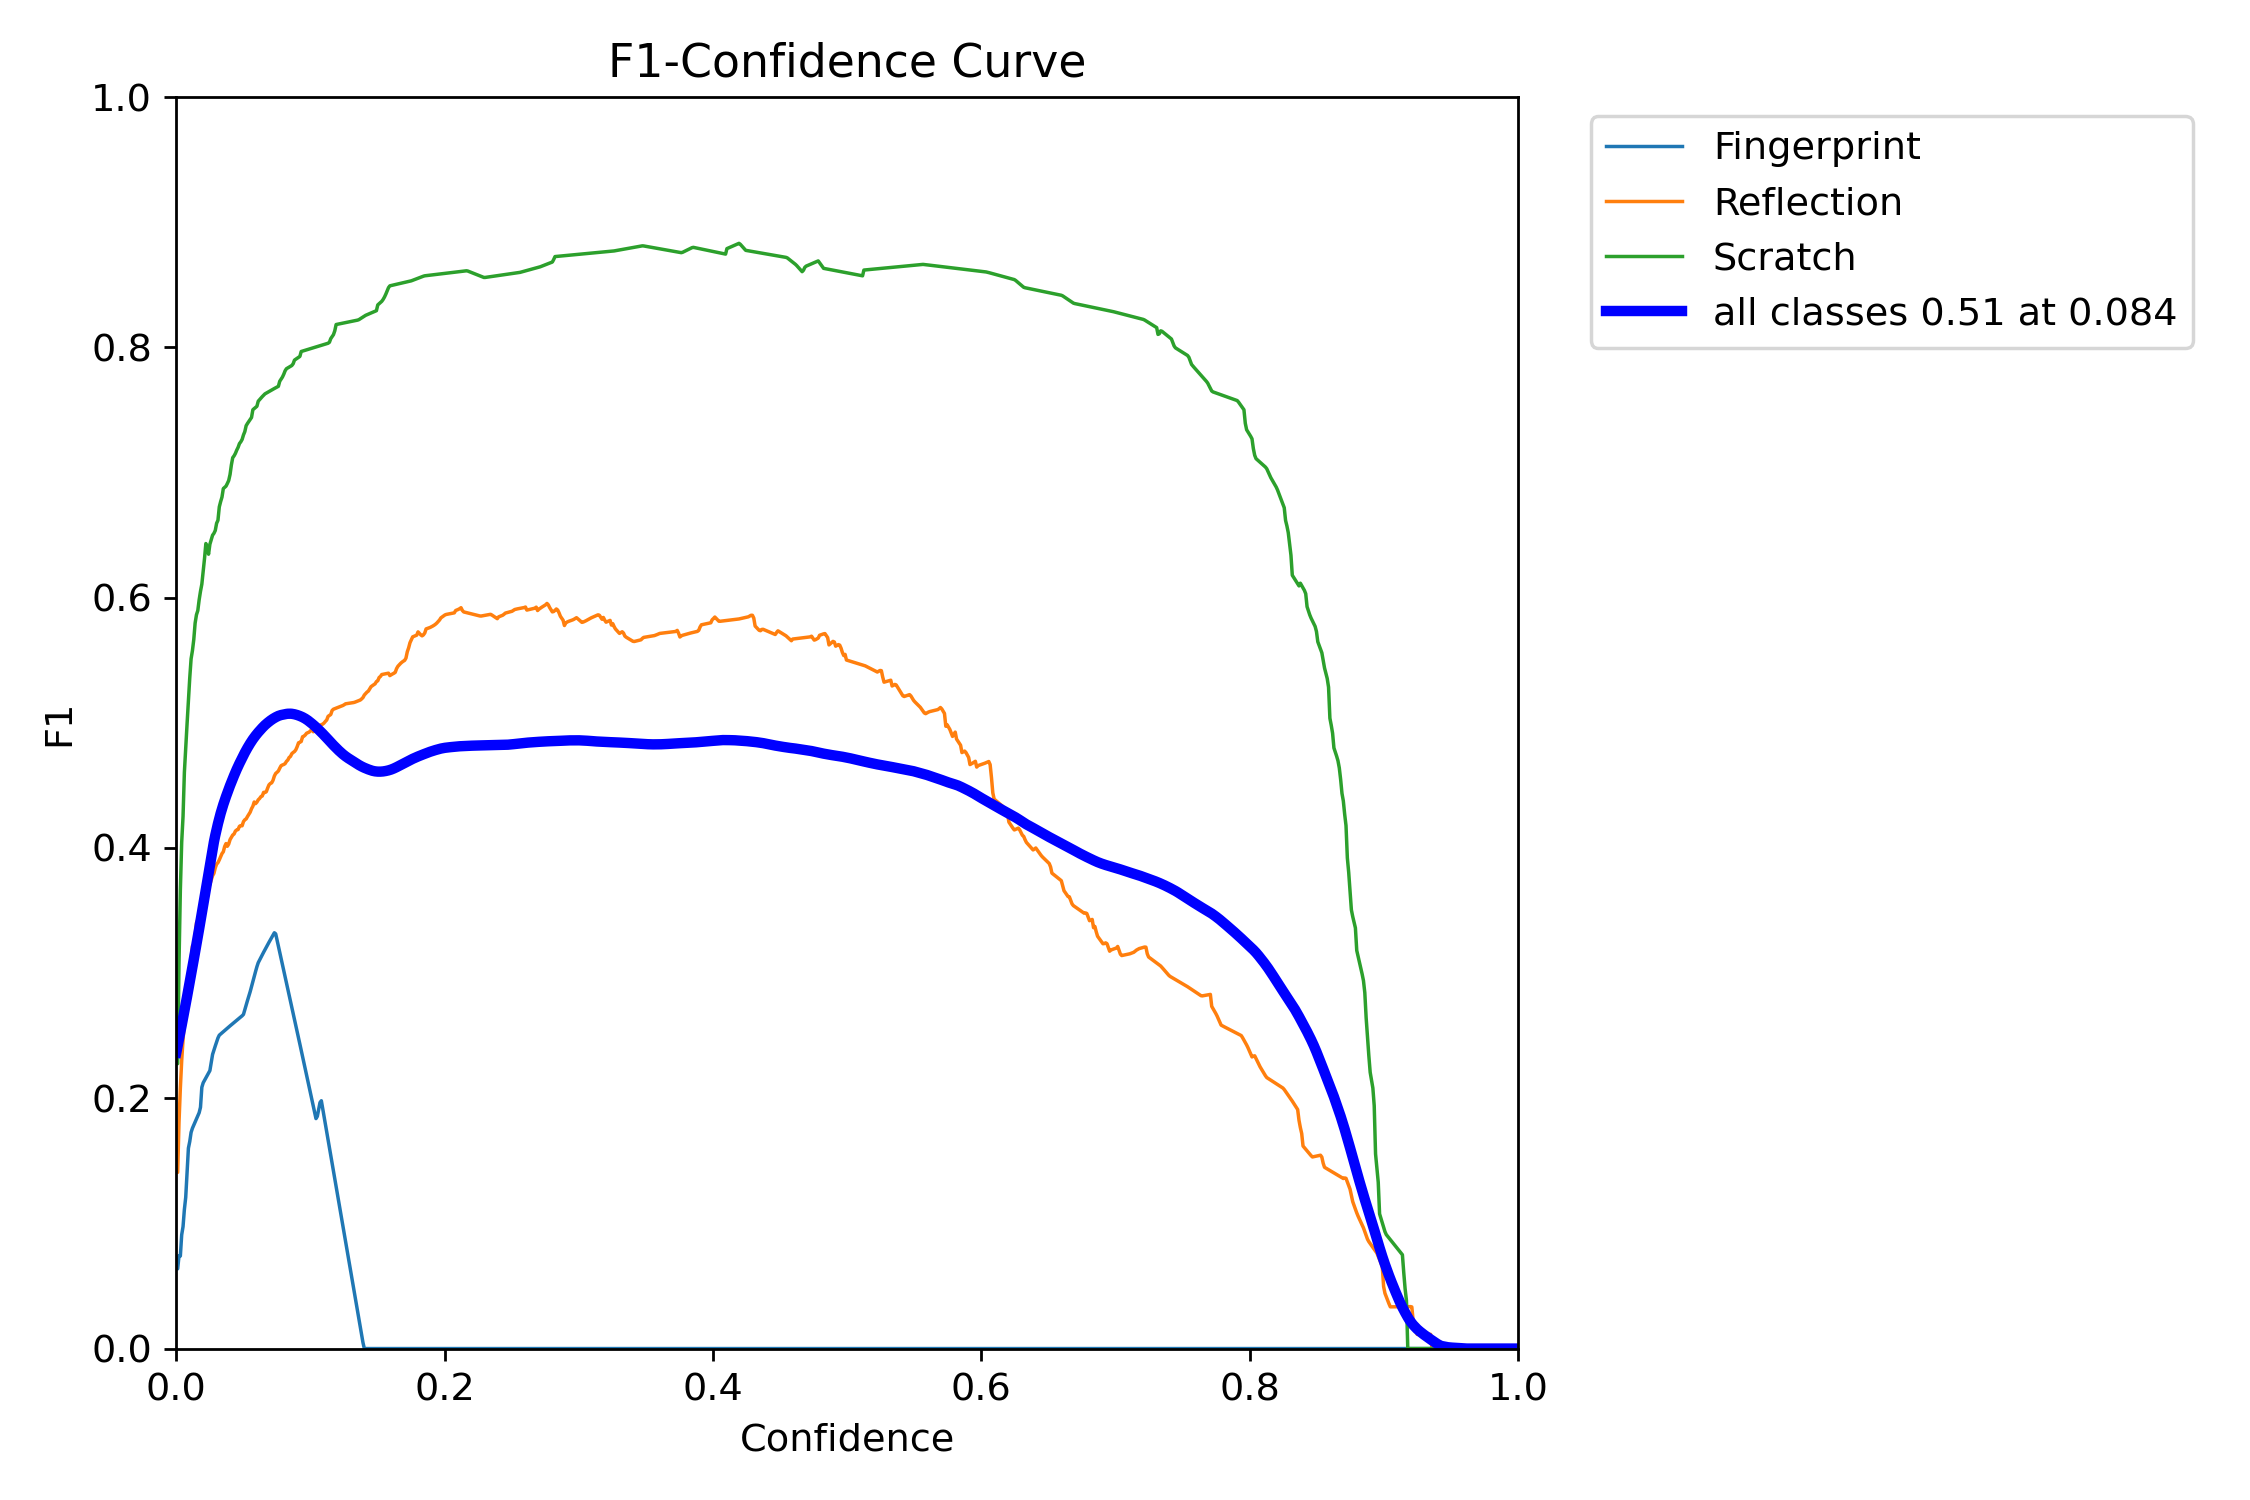 F1-Confidence Curve
1.0
0.8
0.6
0.4
0.2
0.0
F1
0.0 0.2 0.4 0.6 0.8 1.0
Confidence
Fingerprint
Reflection
Scratch
all classes 0.51 at 0.084